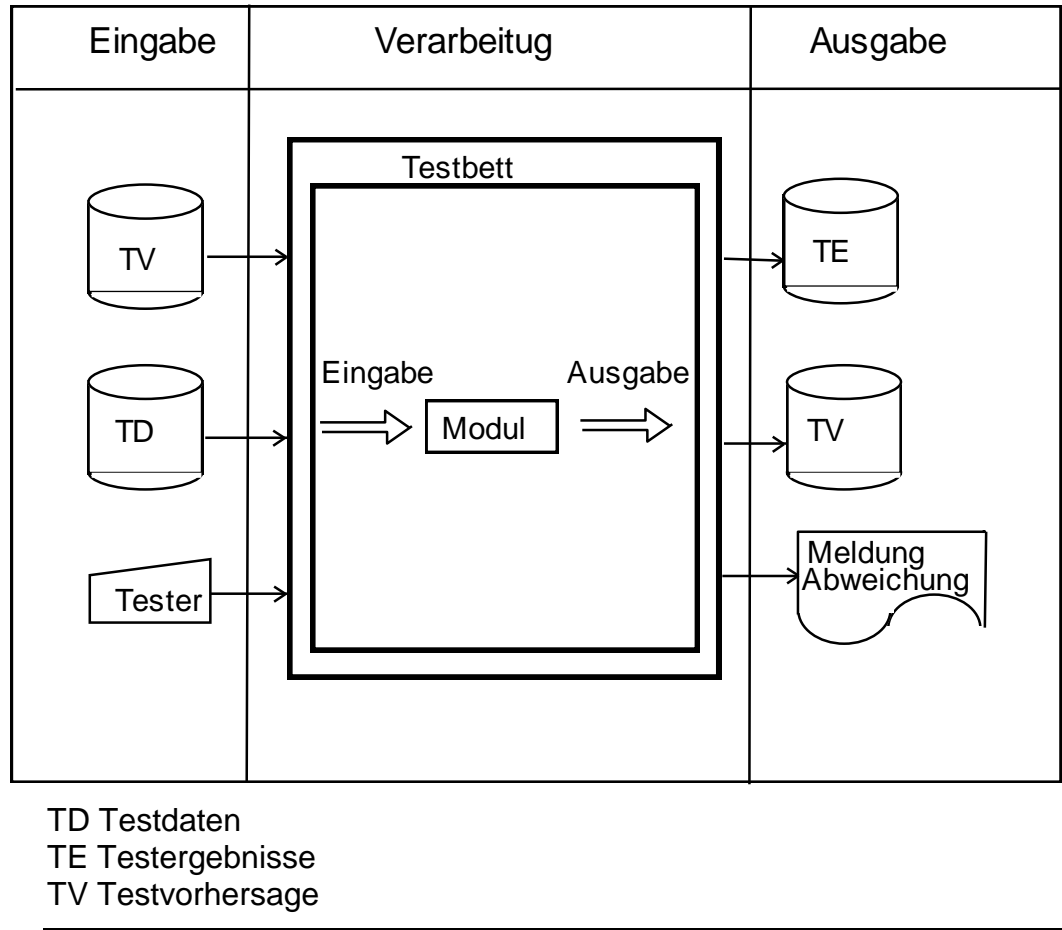 Eingabe Verarbeitug Ausgabe
Testbett
TV TE
Eingabe Ausgabe
TD Modul TV
Meldung
Abweichung
Tester
TD Testdaten
TE Testergebnisse
TV Testvorhersage